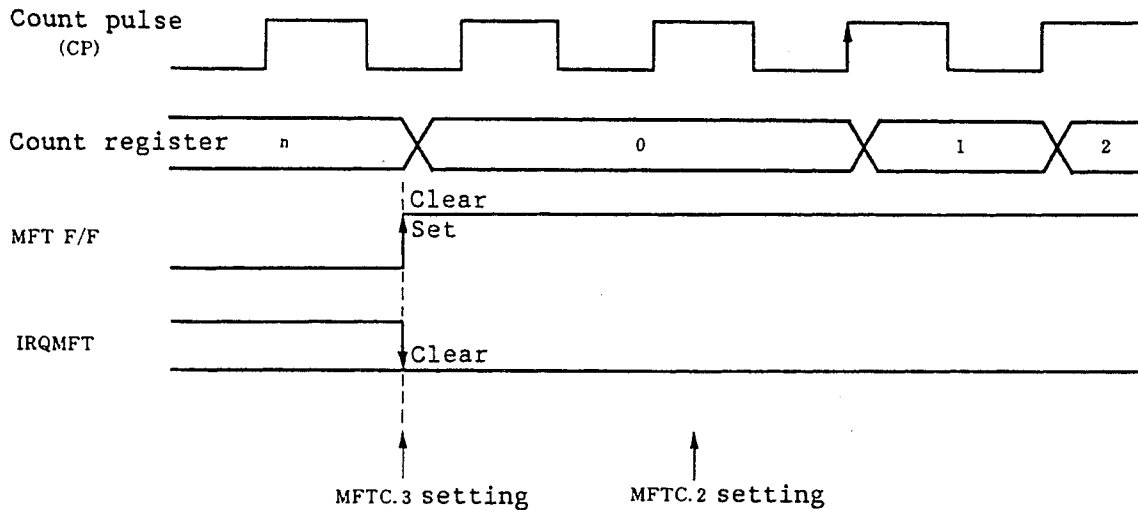 Count pulse
(CP)
Count register n 0 1 2
Clear
MFT F/F Set
IRQMFT Clear
MFTC.3 setting MFTC.2 setting